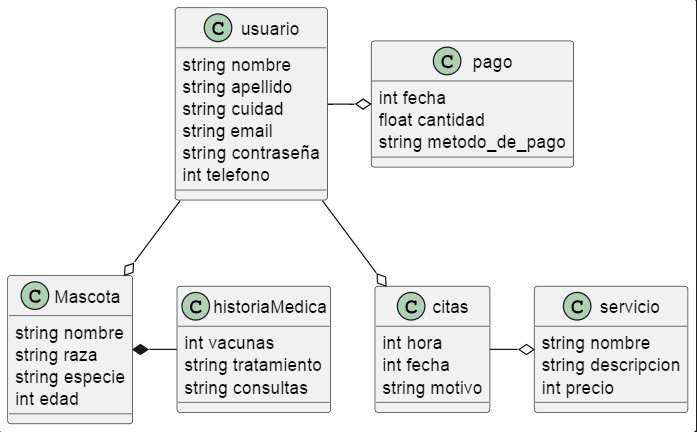 C usuario
string nombre
string apellido
string cuidad
string email
string contraseña
int telefono
C pago
int fecha
float cantidad
string metodo_de_pago
C Mascota
string nombre
string raza
string especie
int edad
C historiaMedica
int vacunas
string tratamiento
string consultas
C citas
int hora
int fecha
string motivo
C servicio
string nombre
string descripcion
int precio